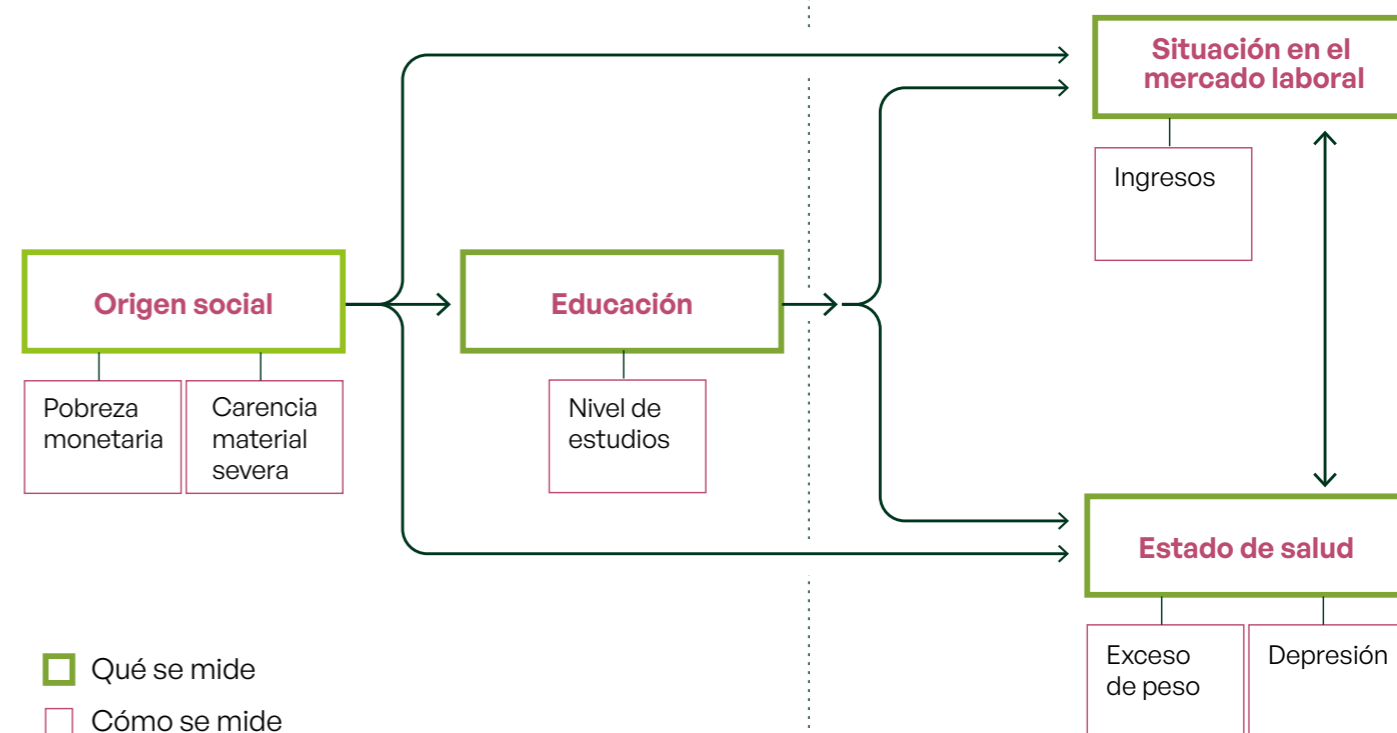 Situación en el
mercado laboral
Ingresos
Origen social
Educación
Pobreza
monetaria
Carencia
material
severa
Nivel de
estudios
Estado de salud
Exceso
de peso
Depresión
Qué se mide
Cómo se mide